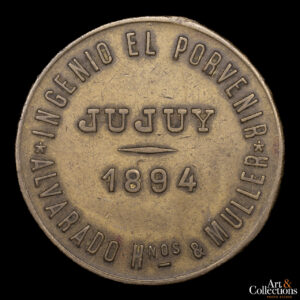 INGENIO EL PORVENIR
JUJUY
1894
* ALVARADO HNOS & MULLER *
Art&
Collections